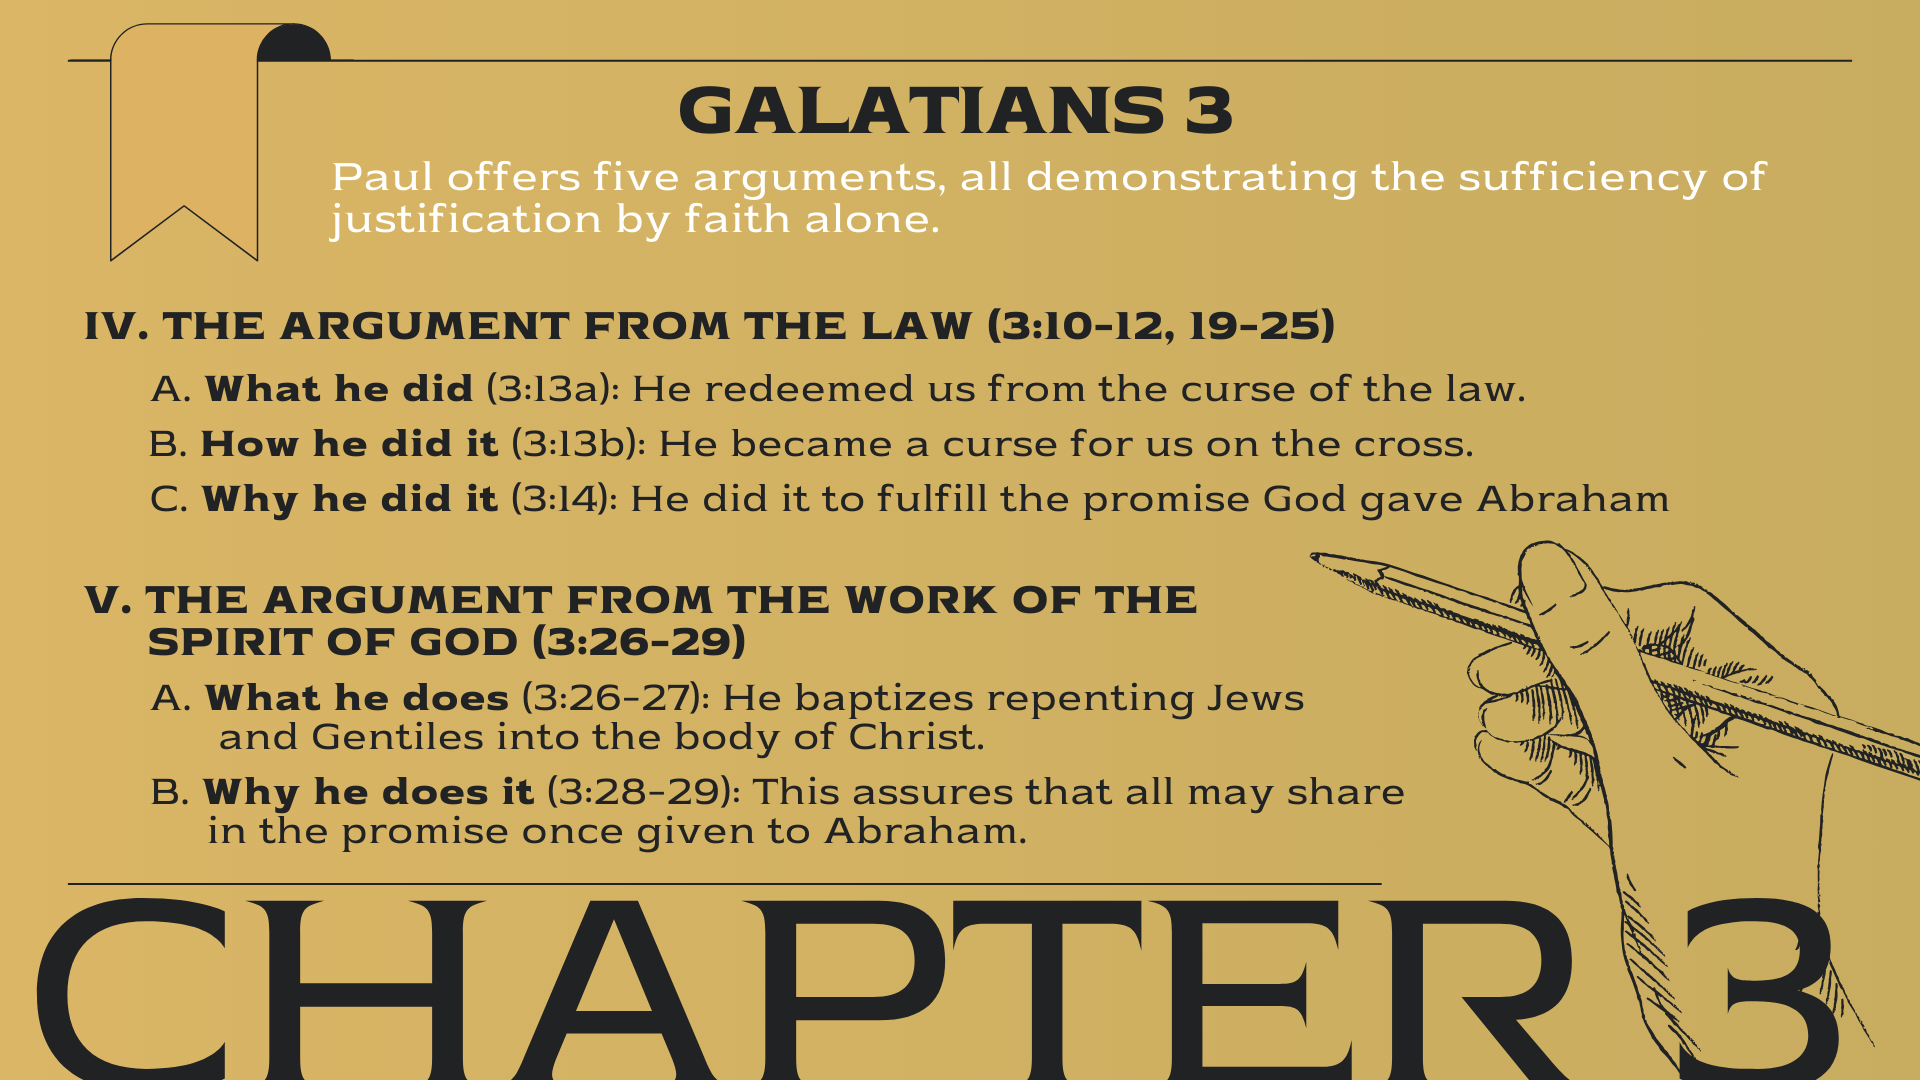 GALATIANS 3
Paul offers five arguments, all demonstrating the sufficiency of
justification by faith alone.
IV. THE ARGUMENT FROM THE LAW (3:10-12, 19-25)
A. What he did (3:13a): He redeemed us from the curse of the law.
B. How he did it (3:13b): He became a curse for us on the cross.
C. Why he did it (3:14): He did it to fulfill the promise God gave Abraham
V. THE ARGUMENT FROM THE WORK OF THE
SPIRIT OF GOD (3:26-29)
A. What he does (3:26-27): He baptizes repenting Jews
and Gentiles into the body of Christ.
B. Why he does it (3:28-29): This assures that all may share
in the promise once given to Abraham.
CHAPTER 3